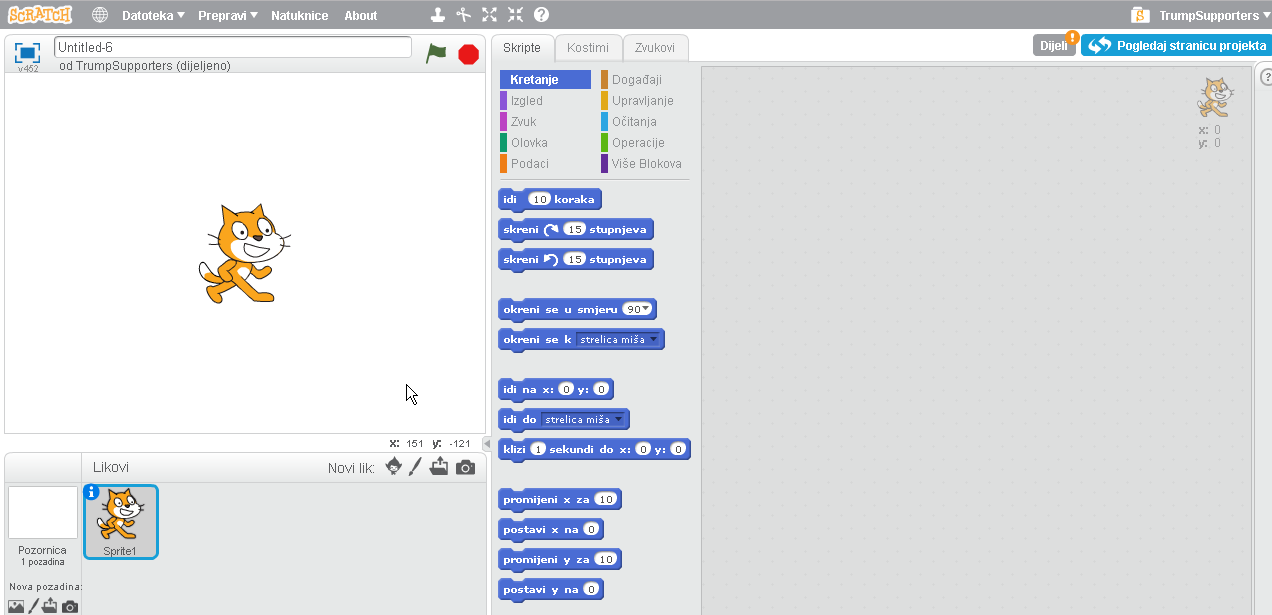 SCRATCH Datoteka Prepravi Natuknice About TrumpSupporters
Untitled-6
v452
od TrumpSupporters (dijeljeno)
Skripte Kostimi Zvukovi
Dijeli Pogledaj stranicu projekta
Kretanje Događaji
Izgled Upravljanje
Zvuk Očitanja
Olovka Operacije
Podaci Više Blokova
idi 10 koraka
skreni 15 stupnjeva
skreni 15 stupnjeva
okreni se u smjeru 90
okreni se k strelica miša
idi na x: 0 y: 0
idi do strelica miša
klizi 1 sekundi do x: 0 y: 0
promijeni x za 10
postavi x na 0
promijeni y za 10
postavi y na 0
x: 0
y: 0
x: 151 y: -121
Likovi Novi lik:
Sprite1
Pozornica
1 pozadina
Nova pozadina: